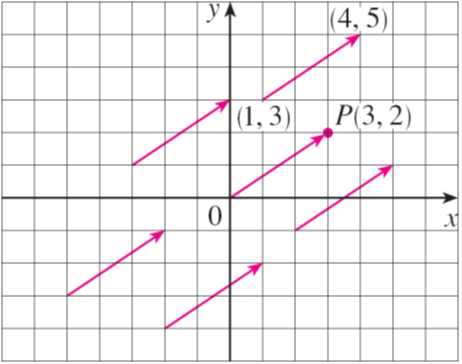 y
(4, 5)
(1, 3)
P(3, 2)
0
x